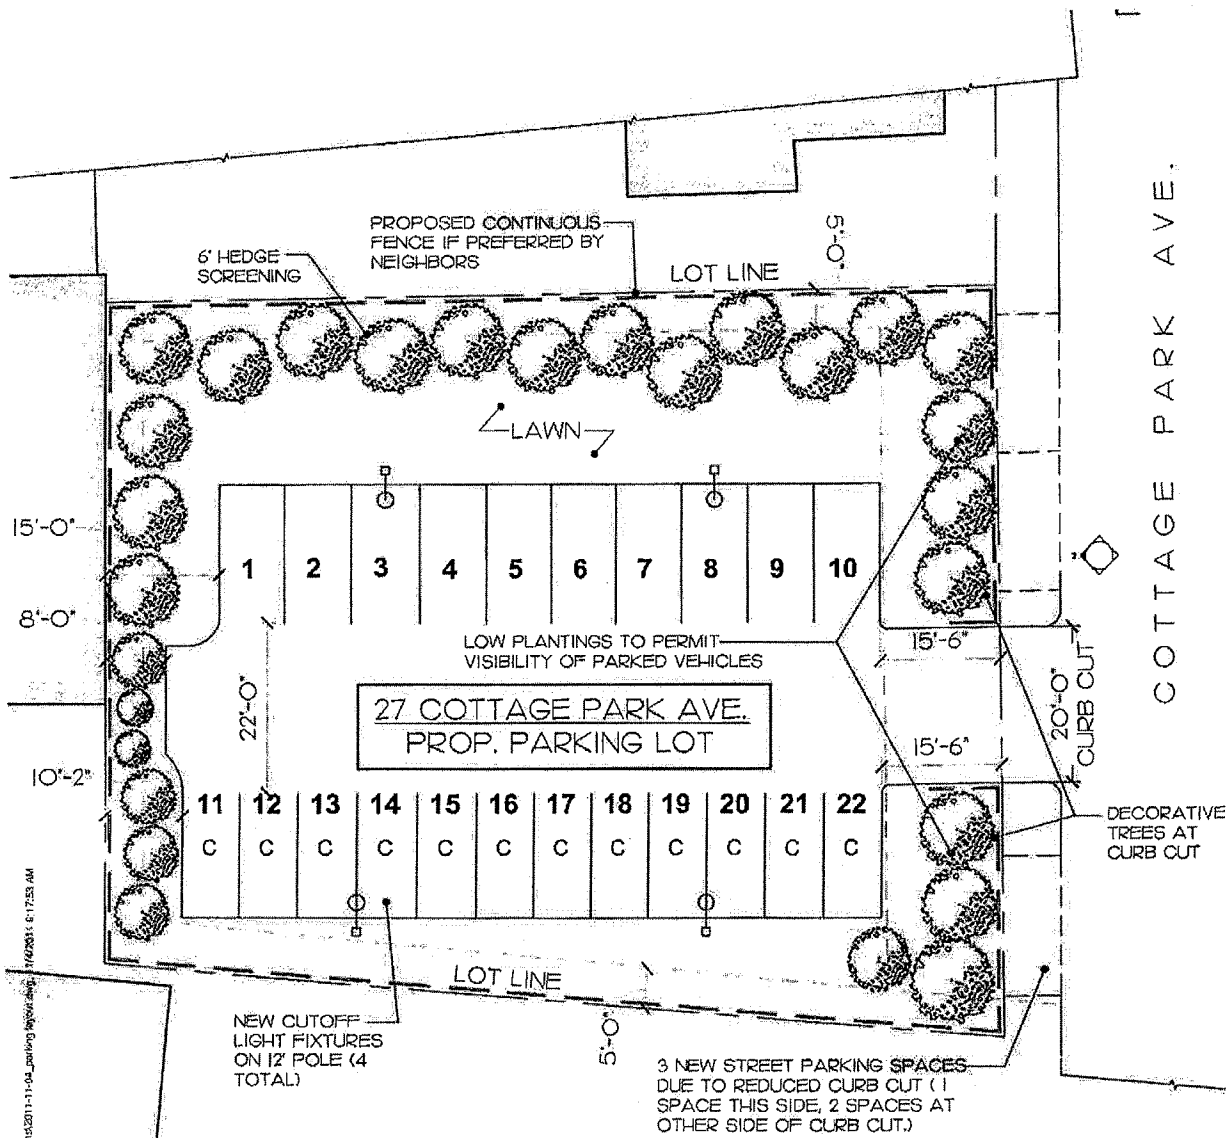 PROPOSED CONTINUOUS
FENCE IF PREFERRED BY
NEIGHBORS
6' HEDGE
SCREENING
LOT LINE
5'-0"
COTTAGE PARK AVE.
LAWN
15'-0"
8'-0"
1 2 3 4 5 6 7 8 9 10
LOW PLANTINGS TO PERMIT
VISIBILITY OF PARKED VEHICLES
15'-6"
22'-0"
27 COTTAGE PARK AVE.
PROP. PARKING LOT
20'-0"
CURB CUT
15'-6"
10'-2"
11 12 13 14 15 16 17 18 19 20 21 22
C C C C C C C C C C C C
DECORATIVE
TREES AT
CURB CUT
LOT LINE
5'-0"
NEW CUTOFF
LIGHT FIXTURES
ON 12' POLE (4
TOTAL)
3 NEW STREET PARKING SPACES
DUE TO REDUCED CURB CUT ( 1
SPACE THIS SIDE, 2 SPACES AT
OTHER SIDE OF CURB CUT.)